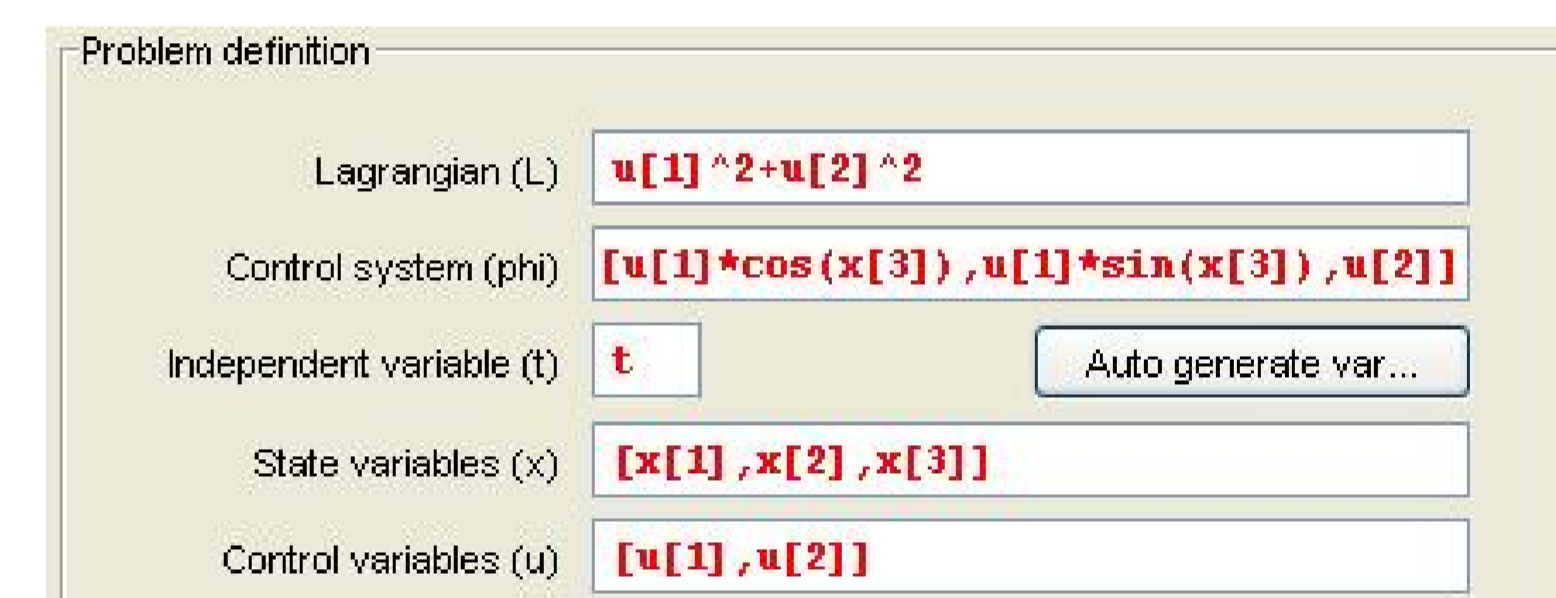 Problem definition
Lagrangian (L) u[1]^2+u[2]^2
Control system (phi) [u[1]*cos(x[3]),u[1]*sin(x[3]),u[2]]
Independent variable (t) t Auto generate var...
State variables (x) [x[1],x[2],x[3]]
Control variables (u) [u[1],u[2]]